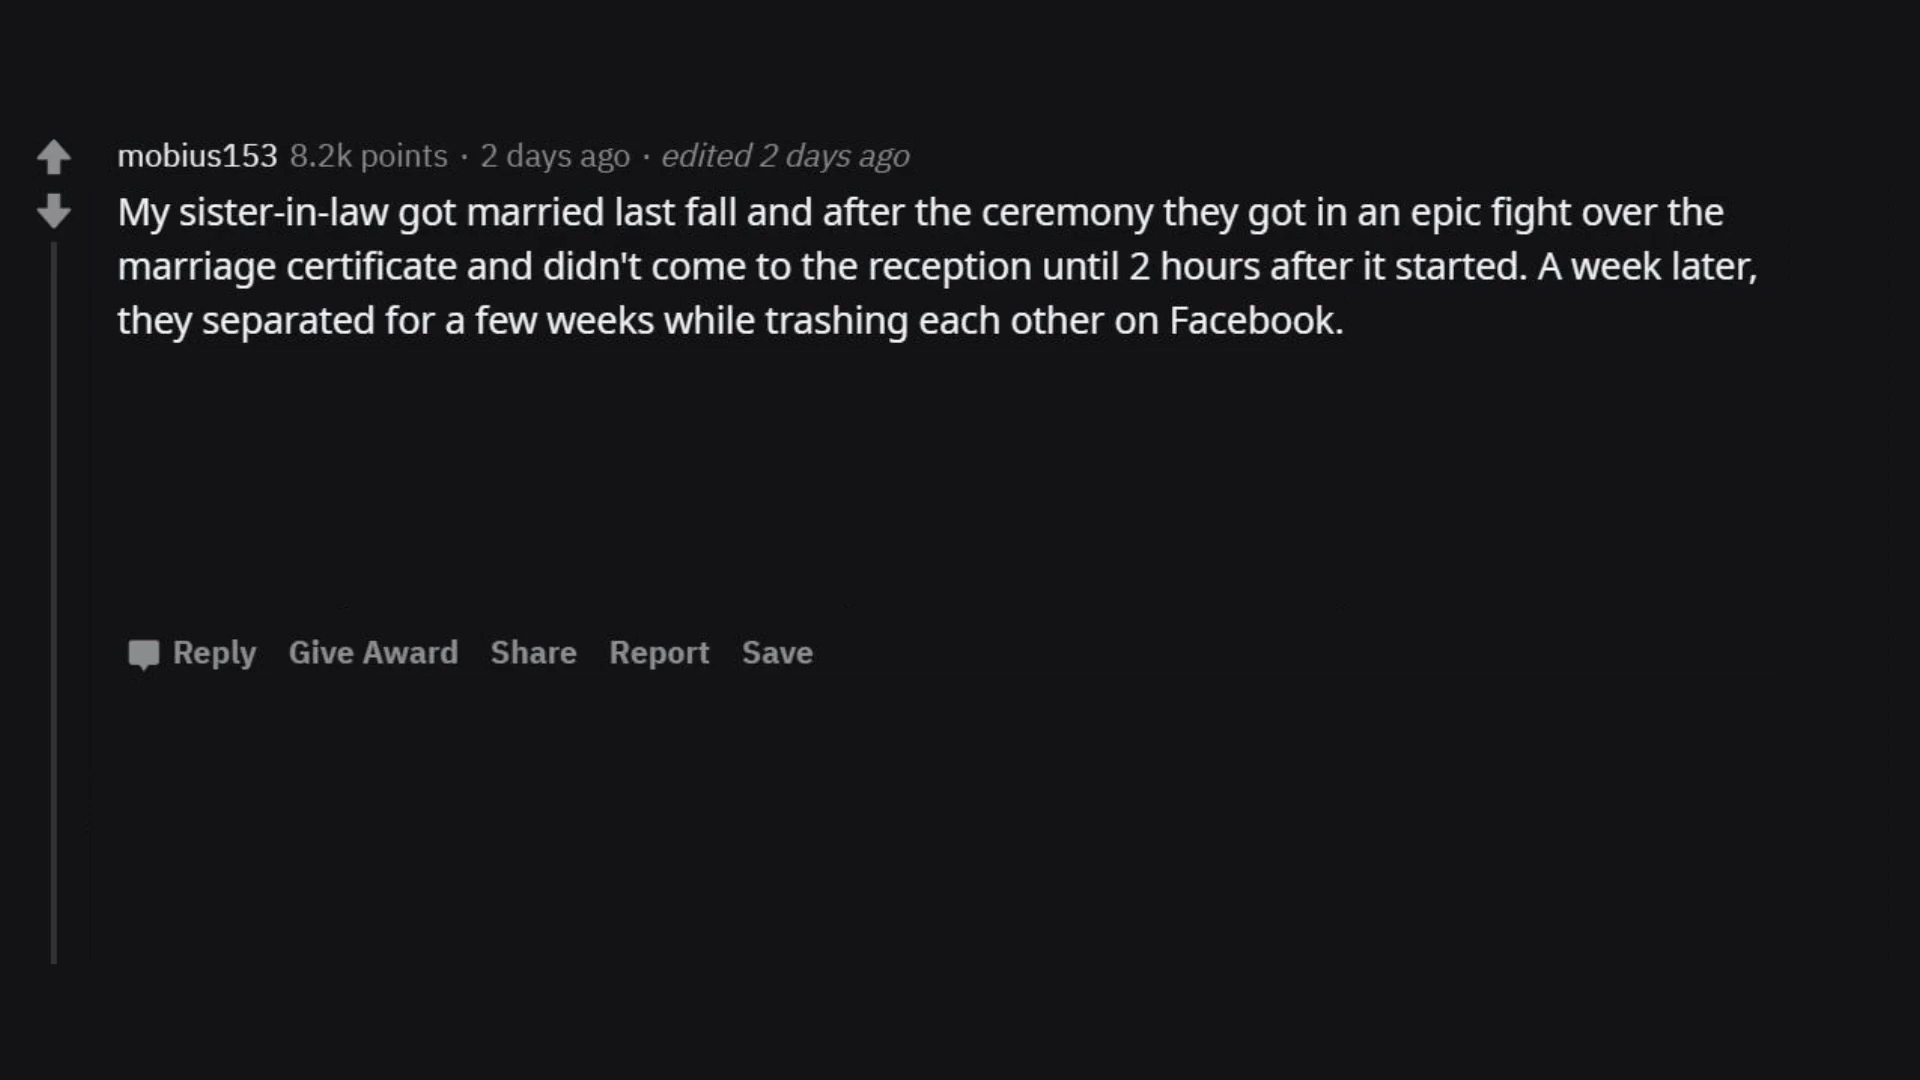 mobius153 8.2k points · 2 days ago · edited 2 days ago
My sister-in-law got married last fall and after the ceremony they got in an epic fight over the
marriage certificate and didn't come to the reception until 2 hours after it started. A week later,
they separated for a few weeks while trashing each other on Facebook.
Reply Give Award Share Report Save